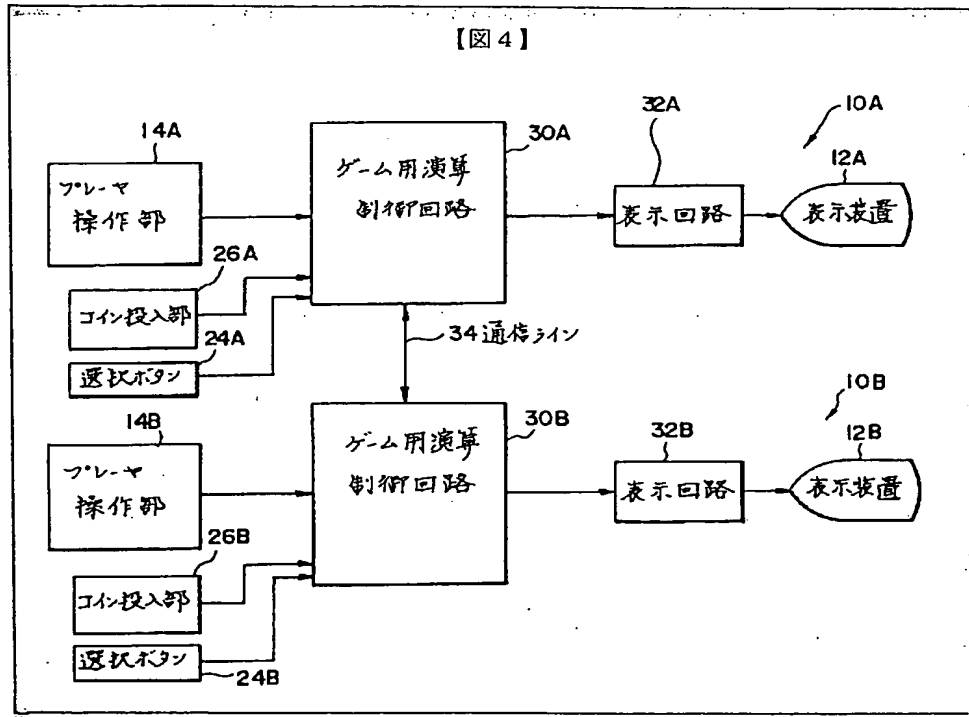 【図4】
14A
プレーヤ
操作部
26A
コイン投入部
24A
選択ボタン
30A
ゲーム用演算
制御回路
32A
表示回路
10A
12A
表示装置
34 通信ライン
14B
プレーヤ
操作部
26B
コイン投入部
選択ボタン
24B
30B
ゲーム用演算
制御回路
32B
表示回路
10B
12B
表示装置